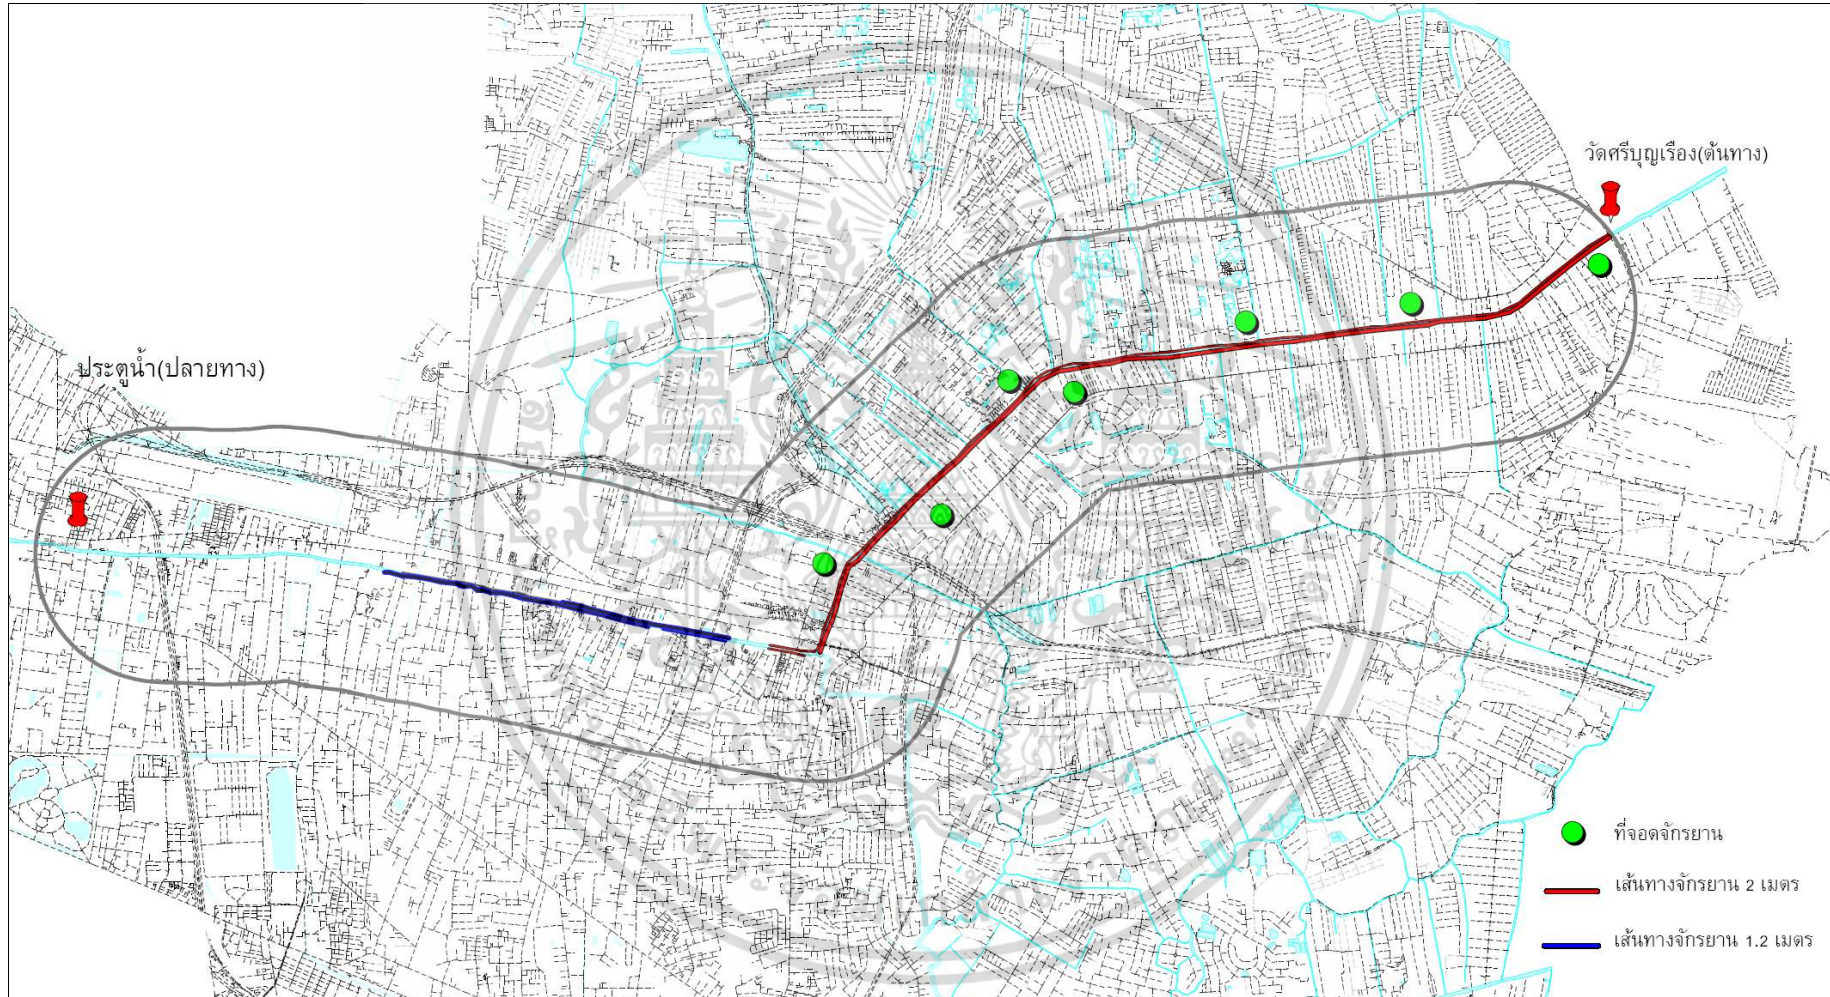 วัดศรีบุญเรือง(ต้นทาง)
ประตูน้ำ(ปลายทาง)
ที่จอดจักรยาน
เส้นทางจักรยาน 2 เมตร
เส้นทางจักรยาน 1.2 เมตร